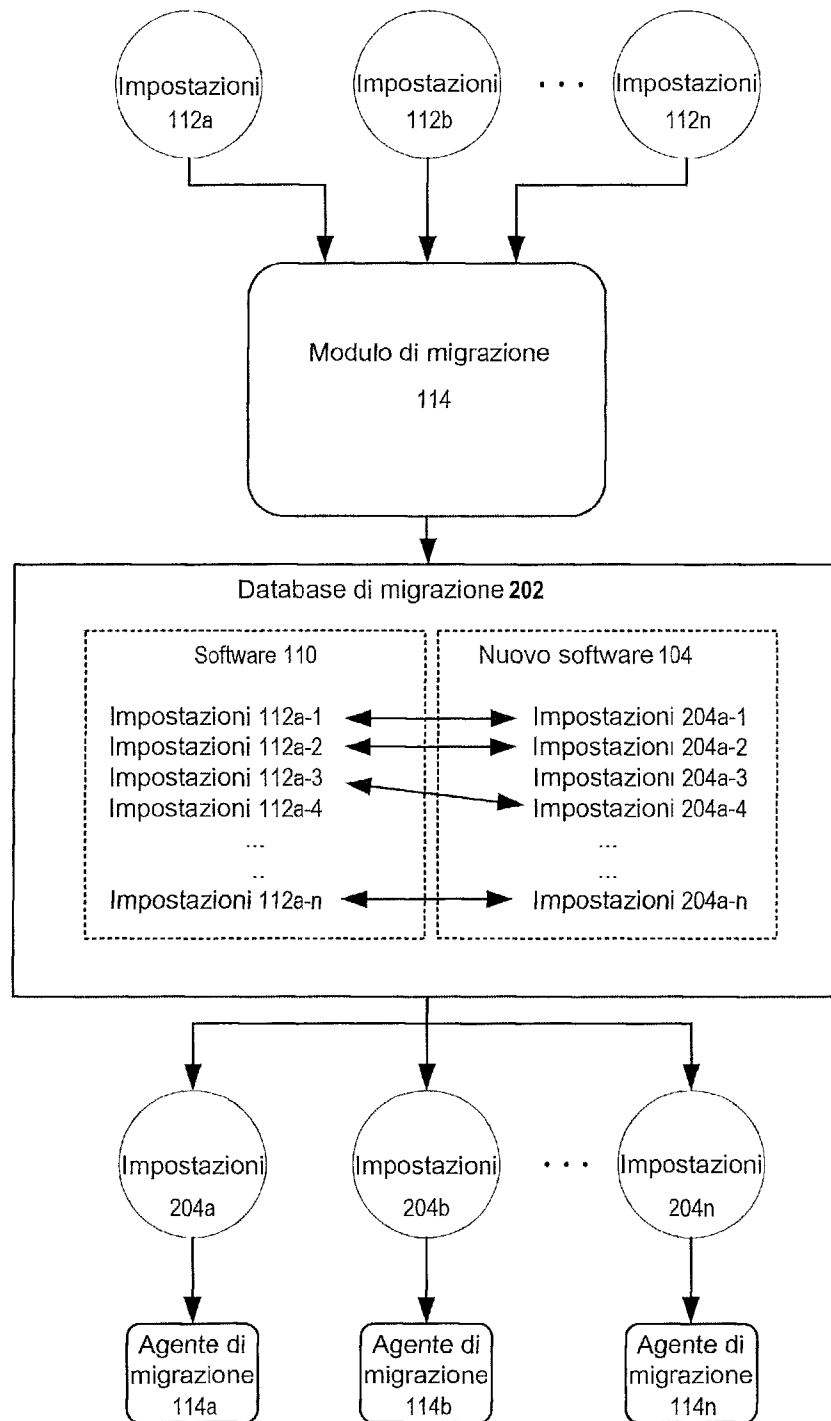 Impostazioni
112a
Impostazioni
112b
...
Impostazioni
112n
Modulo di migrazione
114
Database di migrazione 202
Software 110
Impostazioni 112a-1
Impostazioni 112a-2
Impostazioni 112a-3
Impostazioni 112a-4
...
..
Impostazioni 112a-n
Nuovo software 104
Impostazioni 204a-1
Impostazioni 204a-2
Impostazioni 204a-3
Impostazioni 204a-4
...
...
Impostazioni 204a-n
Impostazioni
204a
Impostazioni
204b
...
Impostazioni
204n
Agente di
migrazione
114a
Agente di
migrazione
114b
Agente di
migrazione
114n